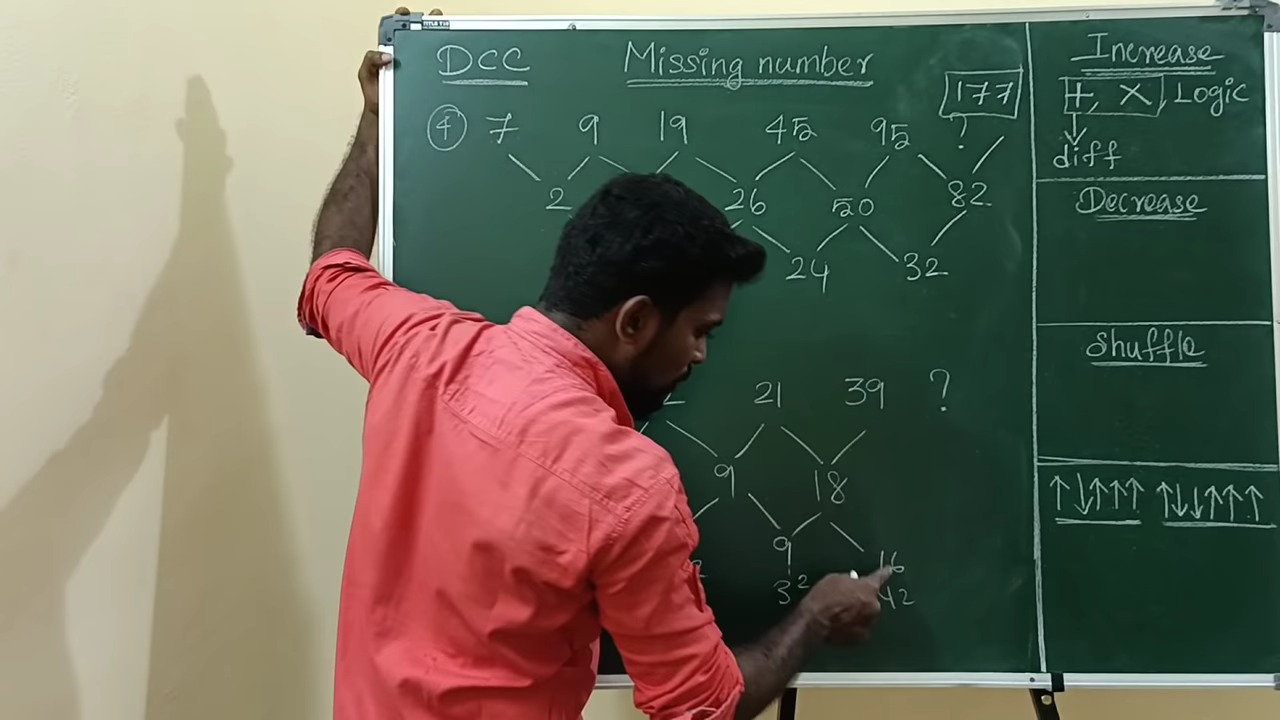 DCC
Missing number
177
④ 7 9 19 45 95 ?
2 26 50 82
24 32
21 39 ?
9 18
9 16
3² 4²
Increase
+, ×, Logic
diff
Decrease
Shuffle
↑↓↑↑↑ ↑↓↓↑↑↑